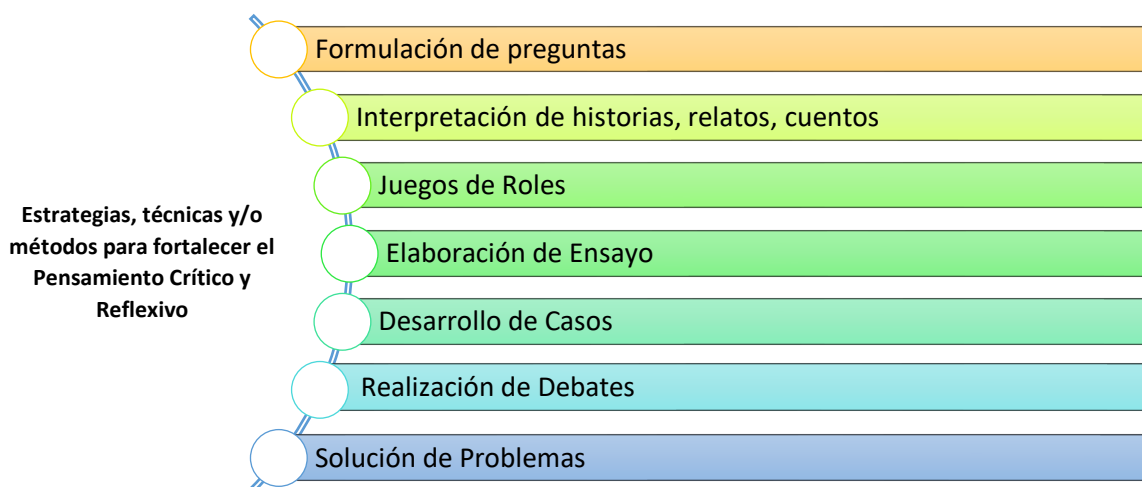 Formulación de preguntas
Interpretación de historias, relatos, cuentos
Juegos de Roles
Estrategias, técnicas y/o
métodos para fortalecer el
Pensamiento Crítico y
Reflexivo
Elaboración de Ensayo
Desarrollo de Casos
Realización de Debates
Solución de Problemas